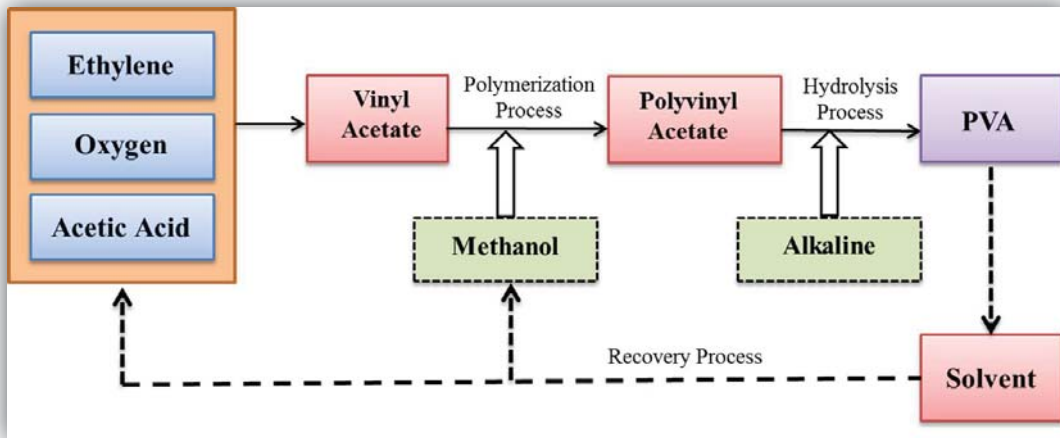 Ethylene
Oxygen
Acetic Acid
Vinyl
Acetate
Polymerization
Process
Polyvinyl
Acetate
Hydrolysis
Process
PVA
Methanol
Alkaline
Recovery Process
Solvent